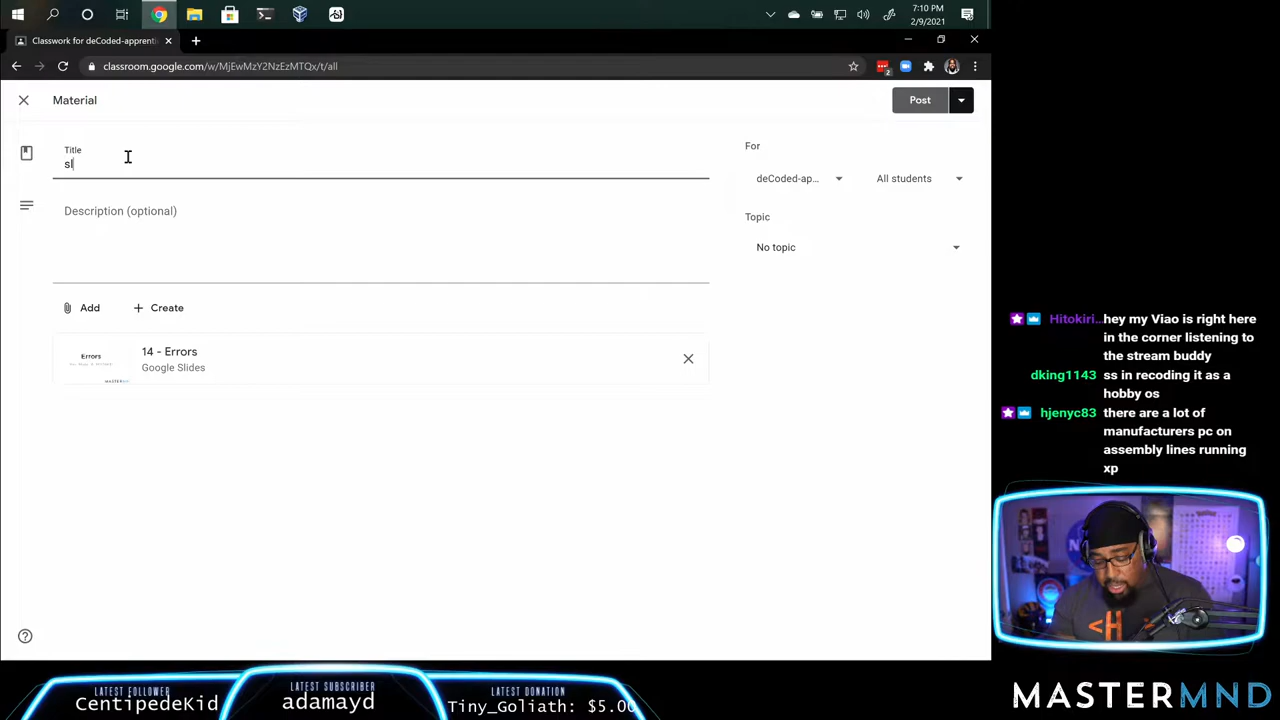 7:10 PM
2/9/2021
Classwork for deCoded-apprenti
classroom.google.com/w/MjEwMzY2NzEzMTQx/t/all
2
Material
Post
Title
sl
Description (optional)
Add
Create
Errors
MASTERMND
14 - Errors
Google Slides
For
deCoded-ap...
All students
Topic
No topic
Hitokiri... hey my Viao is right here
in the corner listening to
the stream buddy
dking1143 ss in recoding it as a
hobby os
hjenyc83 there are a lot of
manufacturers pc on
assembly lines running
xp
<H
LATEST FOLLOWER
CentipedeKid
LATEST SUBSCRIBER
adamayd
LATEST DONATION
Tiny_Goliath: $5.00
MASTERMND